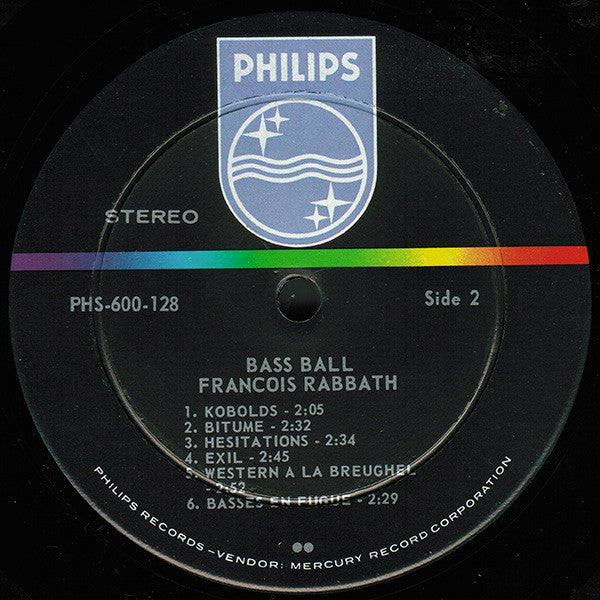 PHILIPS
STEREO
PHS-600-128
Side 2
BASS BALL
FRANCOIS RABBATH
1. KOBOLDS - 2:05
2. BITUME - 2:32
3. HESITATIONS - 2:34
4. EXIL - 2:45
5. WESTERN A LA BREUGHEL
- 2:52
6. BASSES EN FUGUE - 2:29
PHILIPS RECORDS -VENDOR: MERCURY RECORD CORPORATION